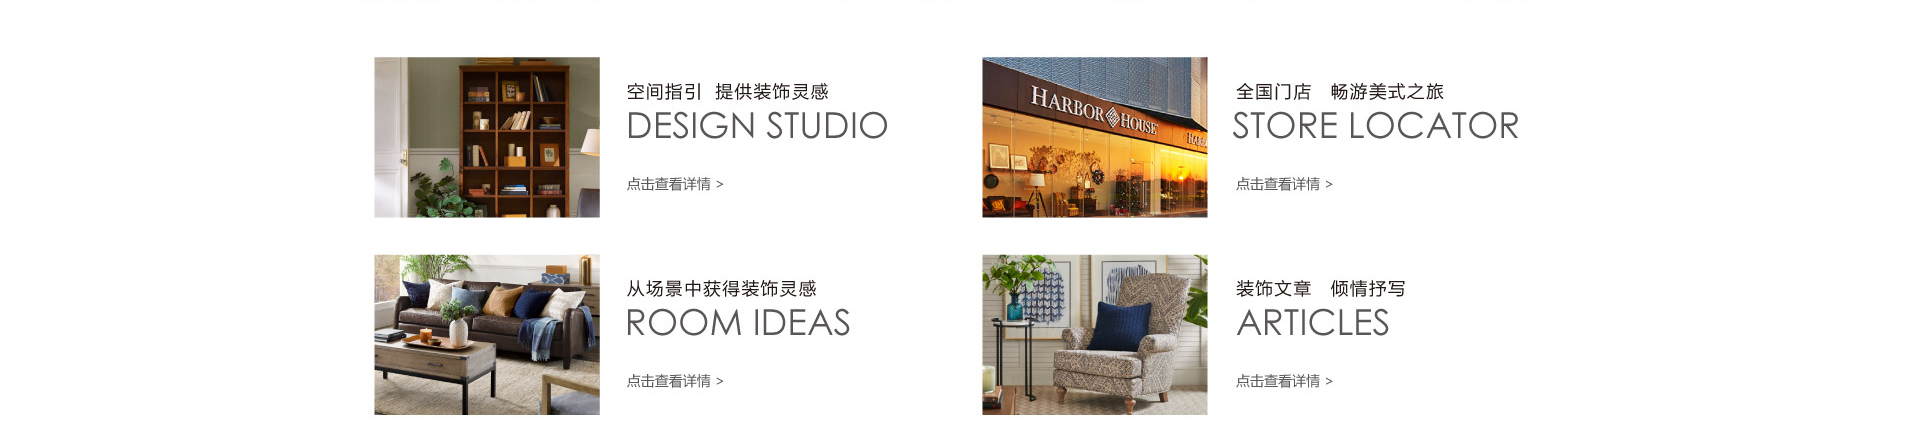 空间指引 提供装饰灵感
DESIGN STUDIO
点击查看详情 >
HARBOR HOUSE
全国门店 畅游美式之旅
STORE LOCATOR
点击查看详情 >
从场景中获得装饰灵感
ROOM IDEAS
点击查看详情 >
装饰文章 倾情抒写
ARTICLES
点击查看详情 >